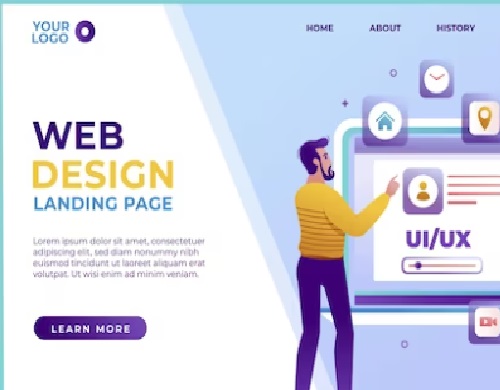 YOUR
LOGO
HOME ABOUT HISTORY
WEB
DESIGN
LANDING PAGE
Lorem ipsum dolor sit amet, consectetuer
adipiscing elit, sed diam nonummy nibh
euismod tincidunt ut laoreet aliquam erat
volutpat. Ut wisi enim ad minim veniam.
LEARN MORE
UI/UX